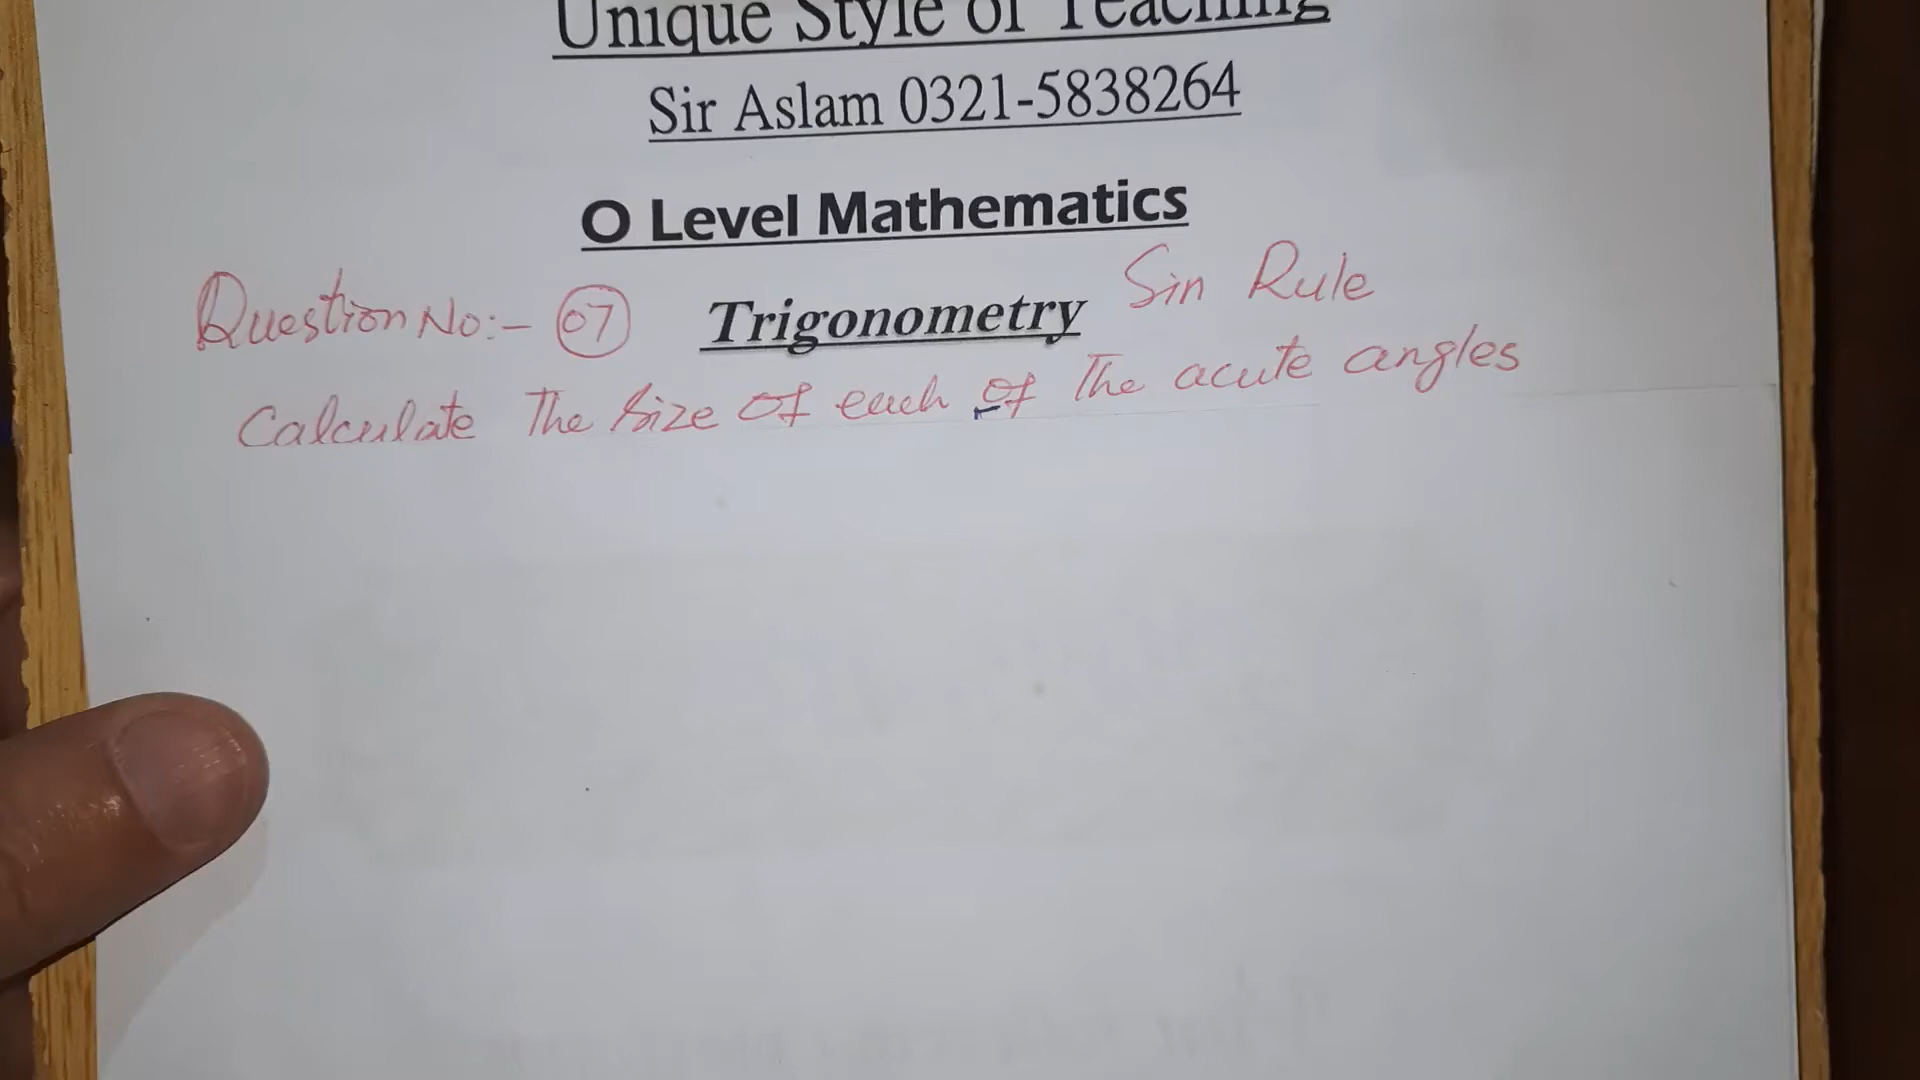 Unique Style of Teaching
Sir Aslam 0321-5838264
O Level Mathematics
Sin Rule
Question No:- 07 Trigonometry
Calculate The size of each of The acute angles